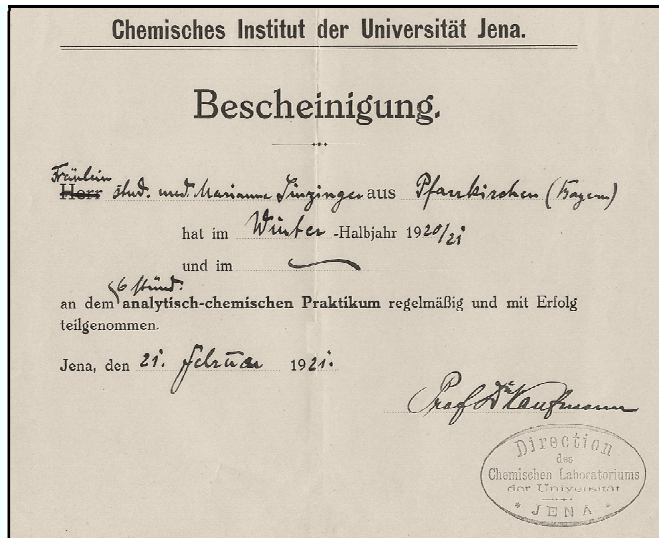 Chemisches Institut der Universität Jena.
Bescheinigung.
Fräulein
Herr stud. med. Marianne Sinzinger aus Pfarrkirchen (Bayern)
hat im Winter -Halbjahr 1920/21
und im
6 stünd.
an dem analytisch-chemischen Praktikum regelmäßig und mit Erfolg
teilgenommen.
Jena, den 21. Februar 1921.
Prof Dr Kaufmann
Direction
des
Chemischen Laboratoriums
der Universität
* JENA *